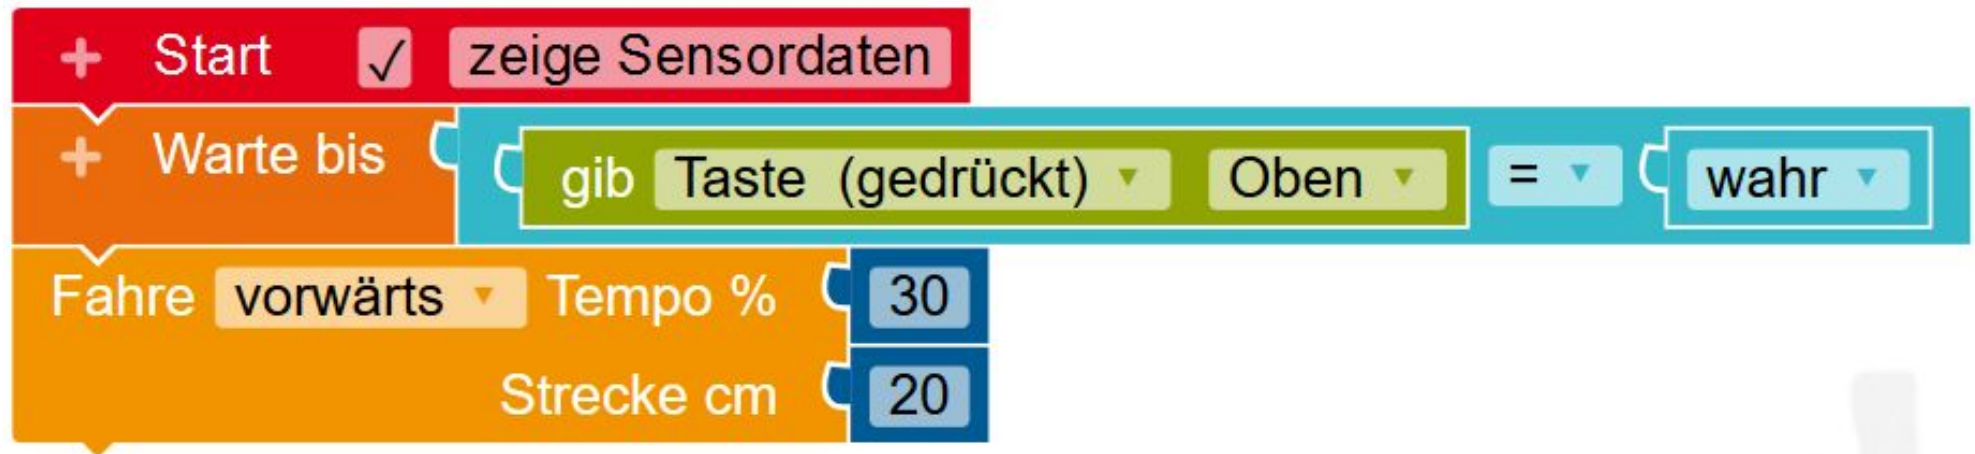 + Start ✓ zeige Sensordaten
+ Warte bis gib Taste (gedrückt) Oben = wahr
Fahre vorwärts Tempo % 30
Strecke cm 20